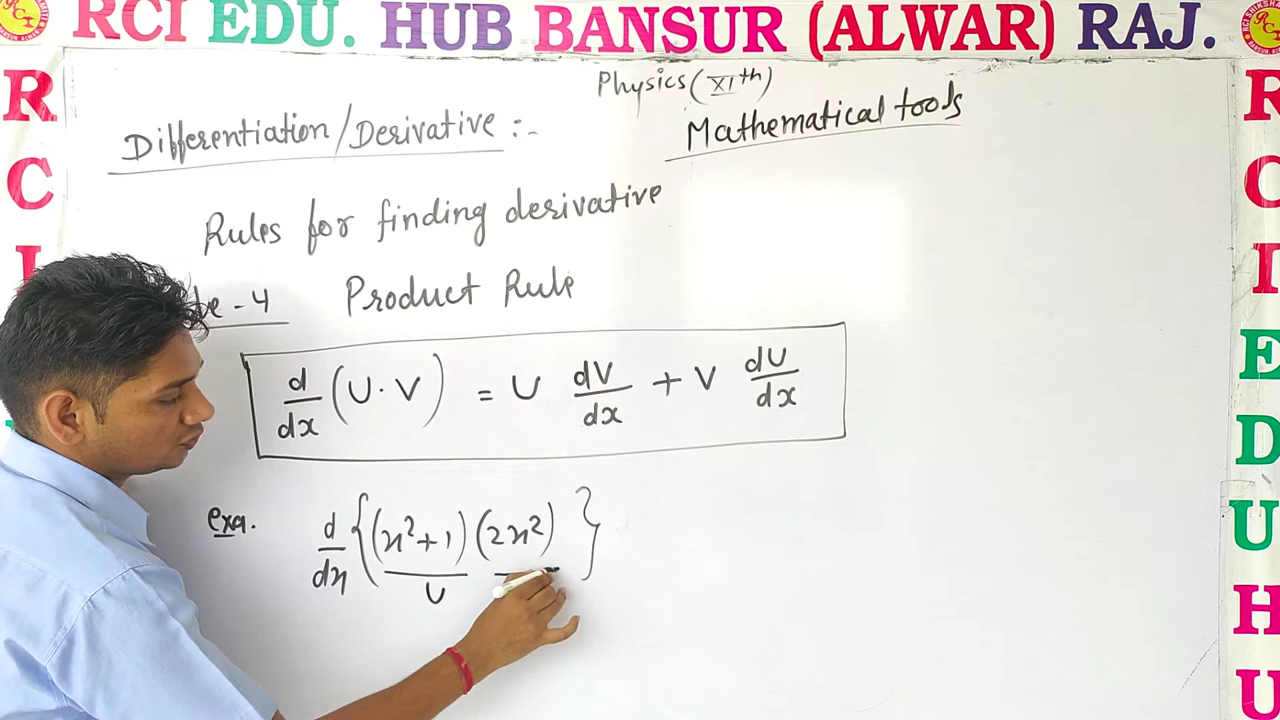 RCI EDU. HUB BANSUR (ALWAR) RAJ.
Physics (XIth)
Mathematical tools
Differentiation/Derivative :-
Rules for finding derivative
- 4 Product Rule
d/dx (U · V) = U dV/dx + V dU/dx
exa. d/dx {(x²+1)(2x²)}
U
R
C
I
R
C
I
E
D
U
H
U